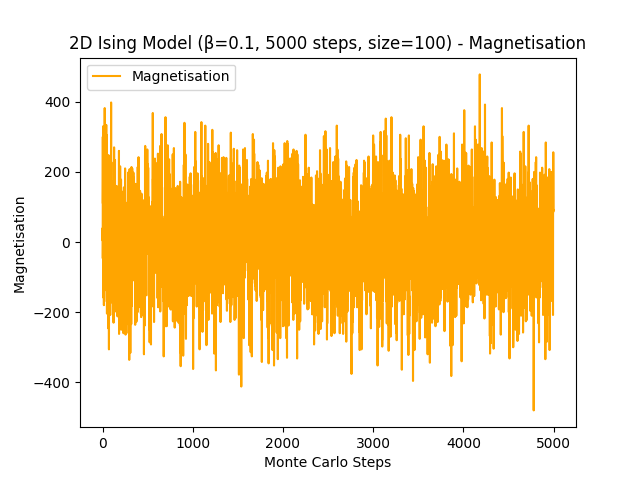 2D Ising Model (β=0.1, 5000 steps, size=100) - Magnetisation
Magnetisation
400
200
0
−200
−400
Magnetisation
0 1000 2000 3000 4000 5000
Monte Carlo Steps